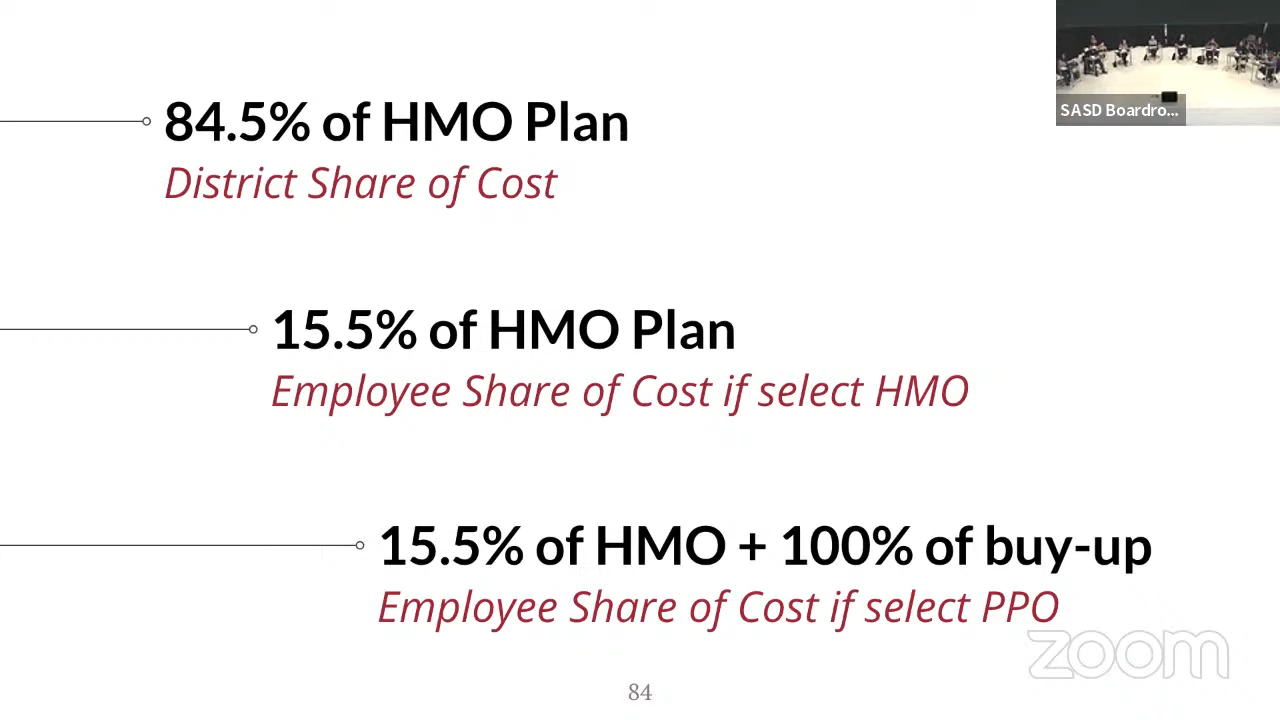 84.5% of HMO Plan
District Share of Cost
SASD Boardro...
15.5% of HMO Plan
Employee Share of Cost if select HMO
15.5% of HMO + 100% of buy-up
Employee Share of Cost if select PPO
zoom
84